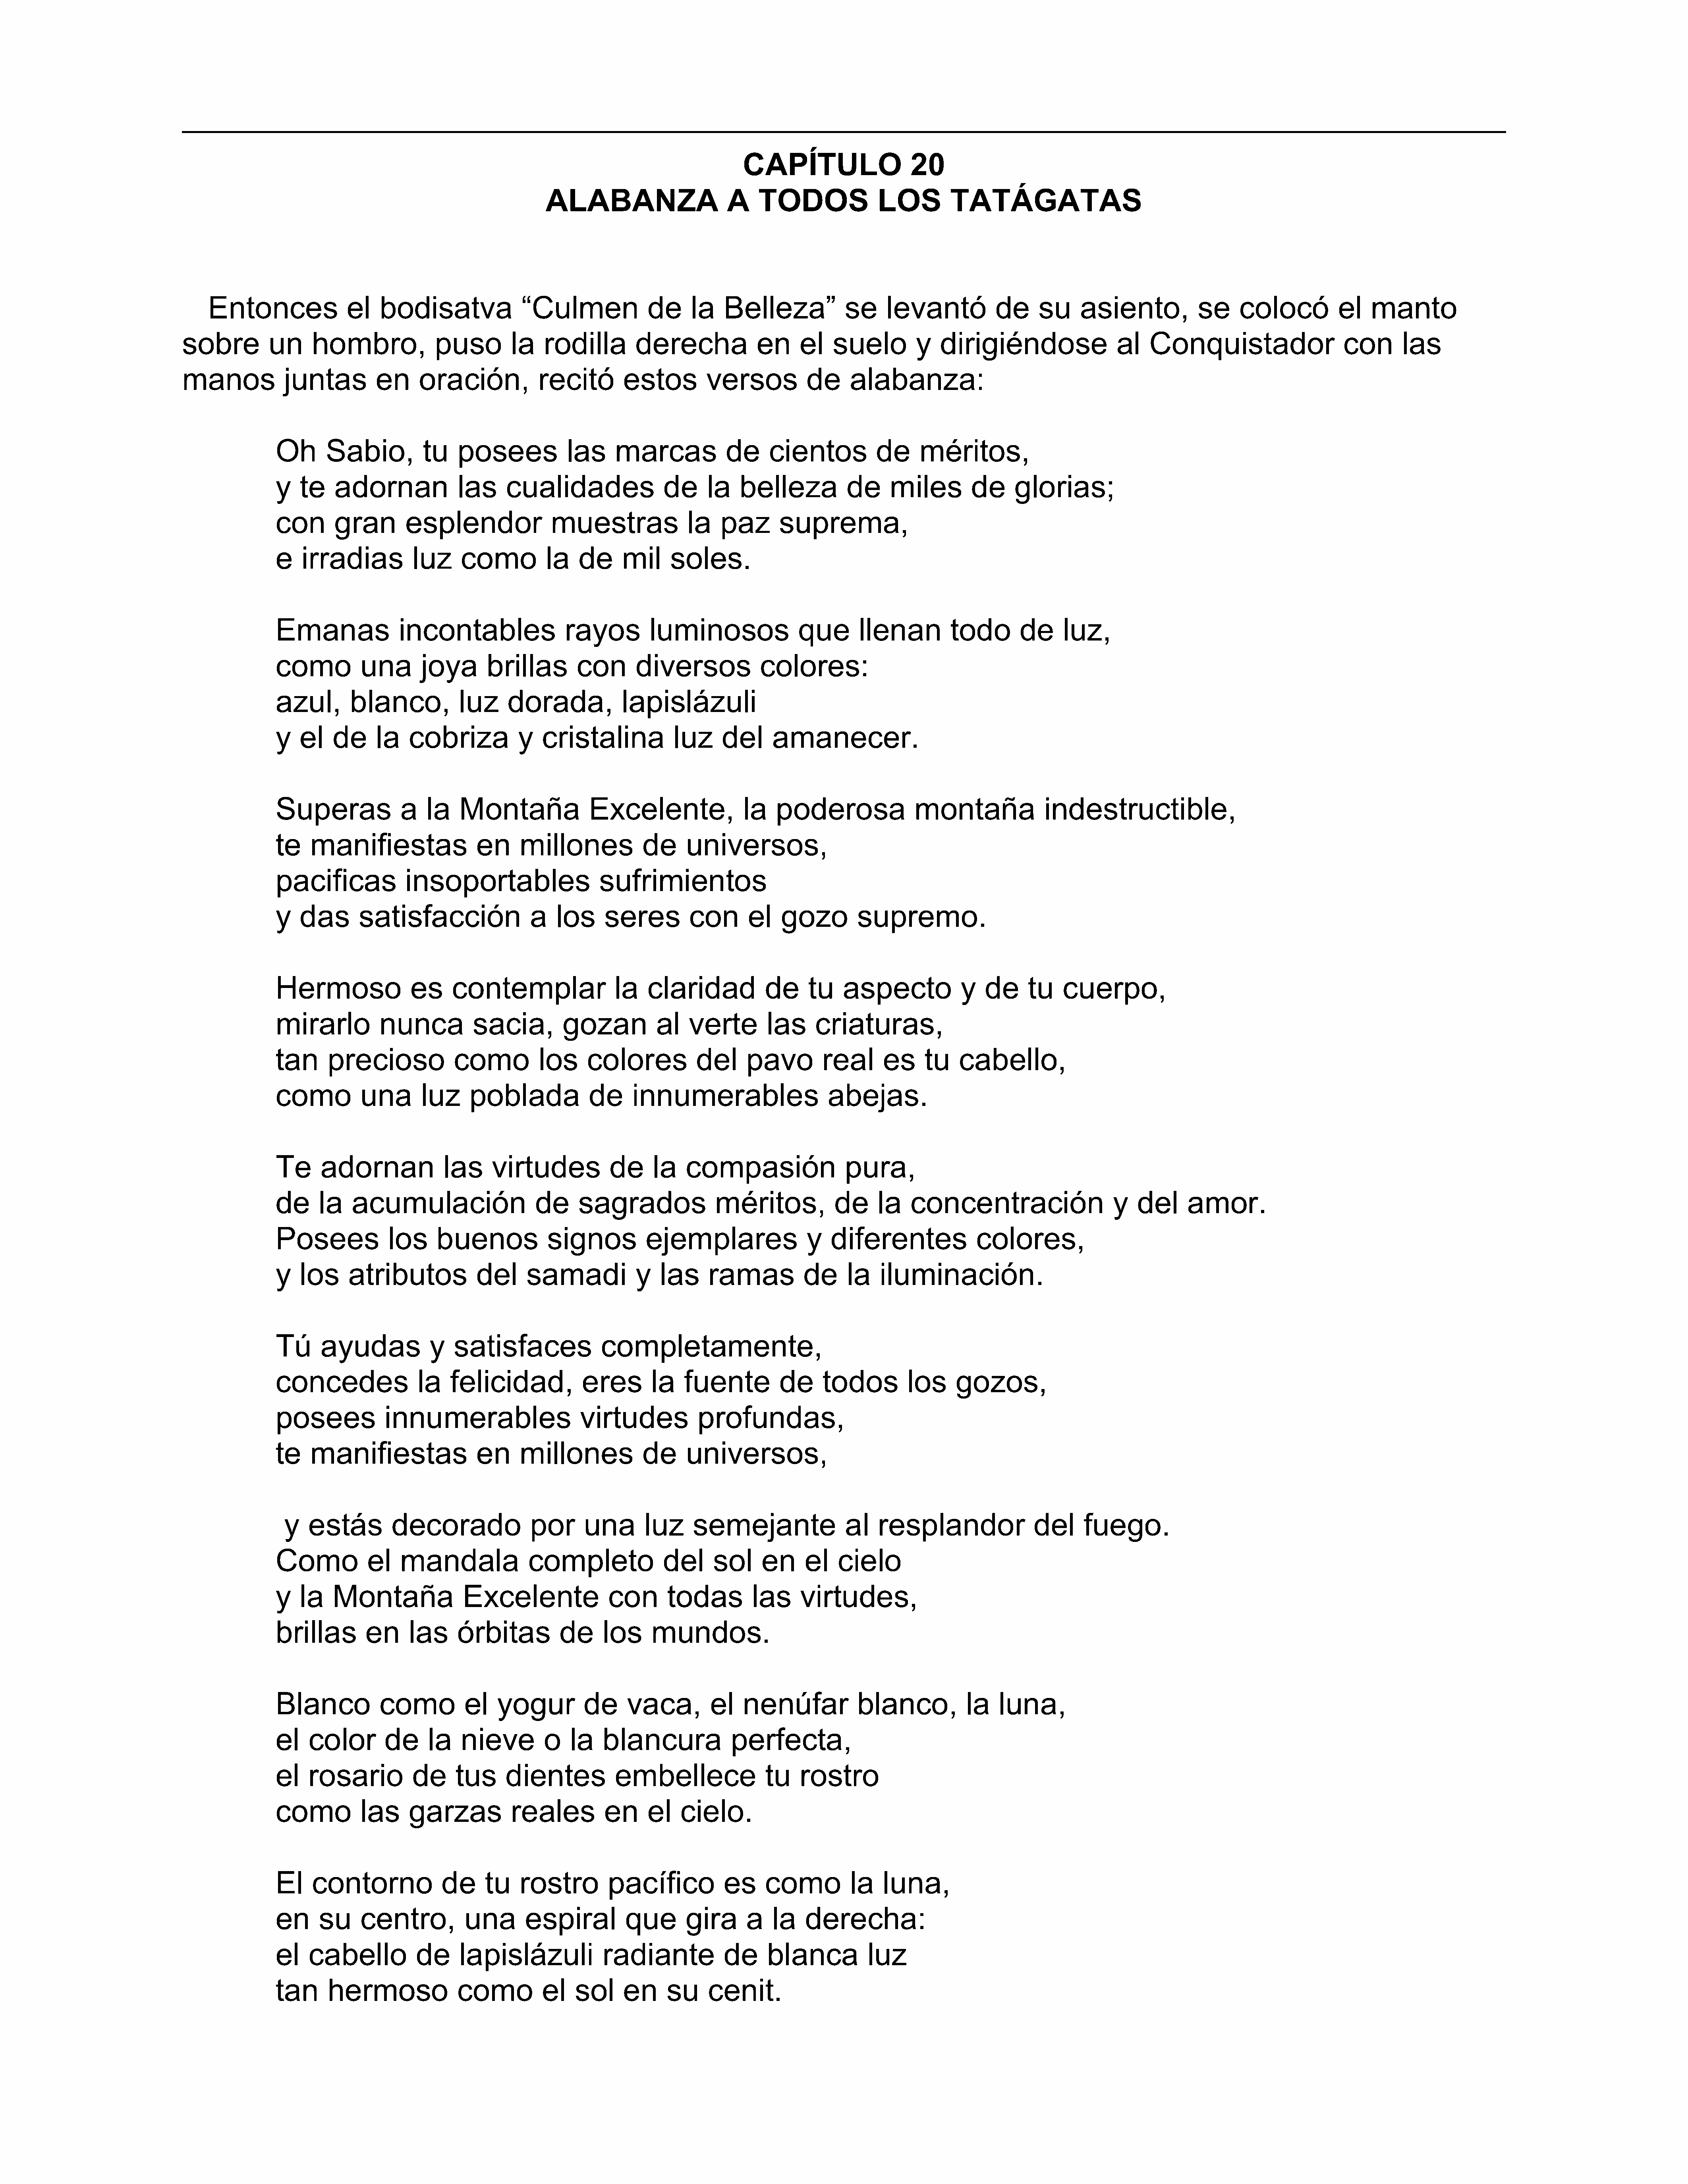 CAPÍTULO 20
ALABANZA A TODOS LOS TATÁGATAS
Entonces el bodisatva “Culmen de la Belleza” se levantó de su asiento, se colocó el manto
sobre un hombro, puso la rodilla derecha en el suelo y dirigiéndose al Conquistador con las
manos juntas en oración, recitó estos versos de alabanza:
Oh Sabio, tu posees las marcas de cientos de méritos,
y te adornan las cualidades de la belleza de miles de glorias;
con gran esplendor muestras la paz suprema,
e irradias luz como la de mil soles.
Emanas incontables rayos luminosos que llenan todo de luz,
como una joya brillas con diversos colores:
azul, blanco, luz dorada, lapislázuli
y el de la cobriza y cristalina luz del amanecer.
Superas a la Montaña Excelente, la poderosa montaña indestructible,
te manifiestas en millones de universos,
pacificas insoportables sufrimientos
y das satisfacción a los seres con el gozo supremo.
Hermoso es contemplar la claridad de tu aspecto y de tu cuerpo,
mirarlo nunca sacia, gozan al verte las criaturas,
tan precioso como los colores del pavo real es tu cabello,
como una luz poblada de innumerables abejas.
Te adornan las virtudes de la compasión pura,
de la acumulación de sagrados méritos, de la concentración y del amor.
Posees los buenos signos ejemplares y diferentes colores,
y los atributos del samadi y las ramas de la iluminación.
Tú ayudas y satisfaces completamente,
concedes la felicidad, eres la fuente de todos los gozos,
posees innumerables virtudes profundas,
te manifiestas en millones de universos,
y estás decorado por una luz semejante al resplandor del fuego.
Como el mandala completo del sol en el cielo
y la Montaña Excelente con todas las virtudes,
brillas en las órbitas de los mundos.
Blanco como el yogur de vaca, el nenúfar blanco, la luna,
el color de la nieve o la blancura perfecta,
el rosario de tus dientes embellece tu rostro
como las garzas reales en el cielo.
El contorno de tu rostro pacífico es como la luna,
en su centro, una espiral que gira a la derecha:
el cabello de lapislázuli radiante de blanca luz
tan hermoso como el sol en su cenit.